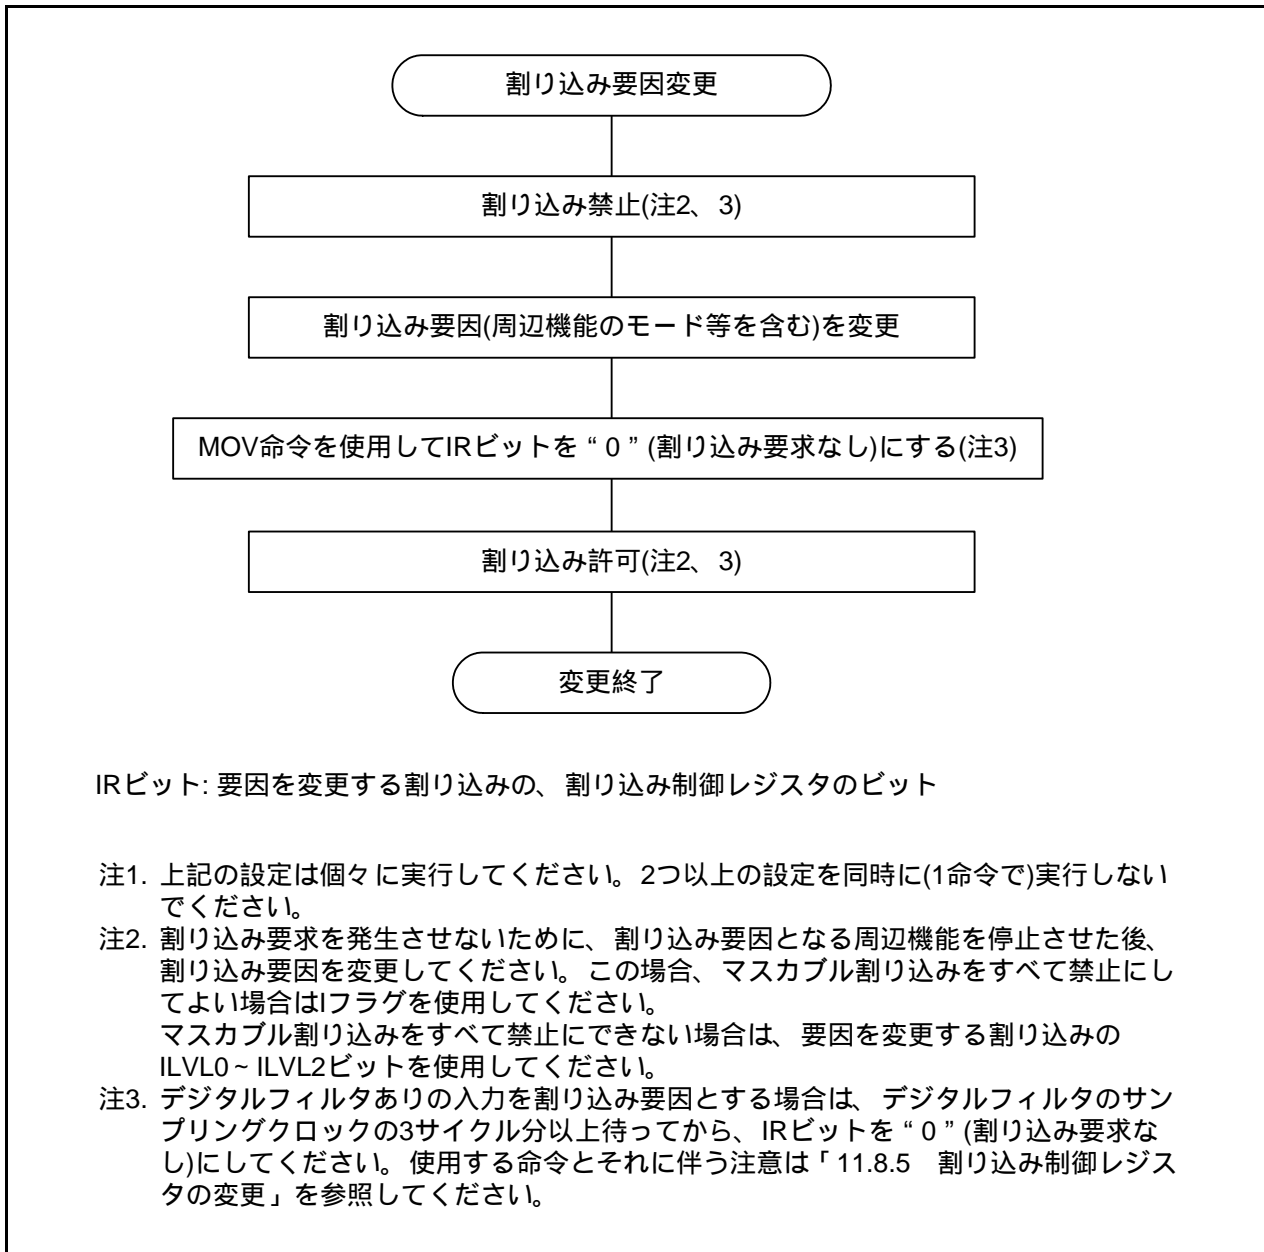 割り込み要因変更
割り込み禁止(注2、3)
割り込み要因(周辺機能のモード等を含む)を変更
MOV命令を使用してIRビットを“0”(割り込み要求なし)にする(注3)
割り込み許可(注2、3)
変更終了
IRビット: 要因を変更する割り込みの、割り込み制御レジスタのビット
注1. 上記の設定は個々に実行してください。2つ以上の設定を同時に(1命令で)実行しない
でください。
注2. 割り込み要求を発生させないために、割り込み要因となる周辺機能を停止させた後、
割り込み要因を変更してください。この場合、マスカブル割り込みをすべて禁止にし
てよい場合はIフラグを使用してください。
マスカブル割り込みをすべて禁止にできない場合は、要因を変更する割り込みの
ILVL0~ILVL2ビットを使用してください。
注3. デジタルフィルタありの入力を割り込み要因とする場合は、デジタルフィルタのサン
プリングクロックの3サイクル分以上待ってから、IRビットを“0”(割り込み要求な
し)にしてください。使用する命令とそれに伴う注意は「11.8.5 割り込み制御レジス
タの変更」を参照してください。